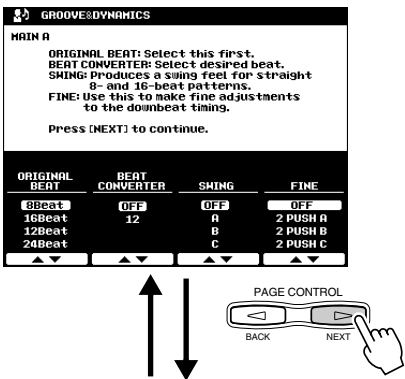 GROOVE&DYNAMICS
MAIN A
ORIGINAL BEAT: Select this first.
BEAT CONVERTER: Select desired beat.
SWING: Produces a swing feel for straight
8- and 16-beat patterns.
FINE: Use this to make fine adjustments
to the downbeat timing.
Press [NEXT] to continue.
ORIGINAL BEAT SWING FINE
BEAT CONVERTER
8Beat OFF OFF OFF
16Beat 12 A 2 PUSH A
12Beat B 2 PUSH B
24Beat C 2 PUSH C
PAGE CONTROL
BACK NEXT